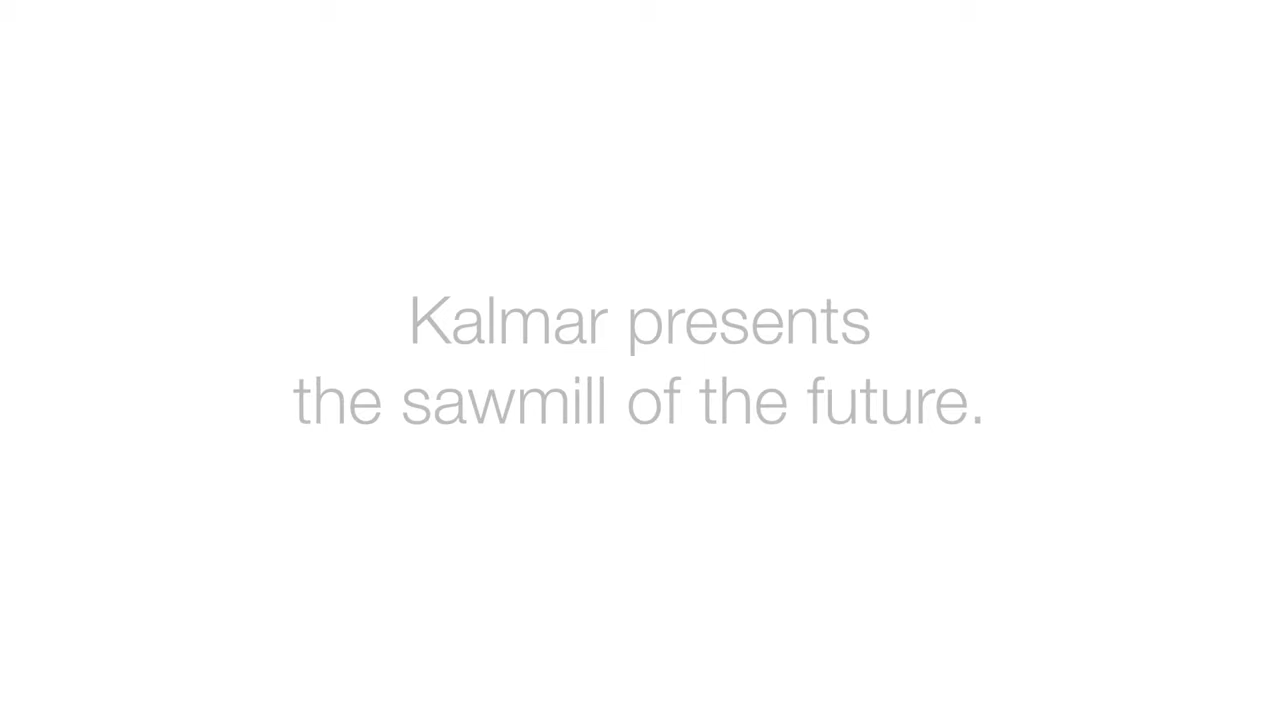 Kalmar presents
the sawmill of the future.